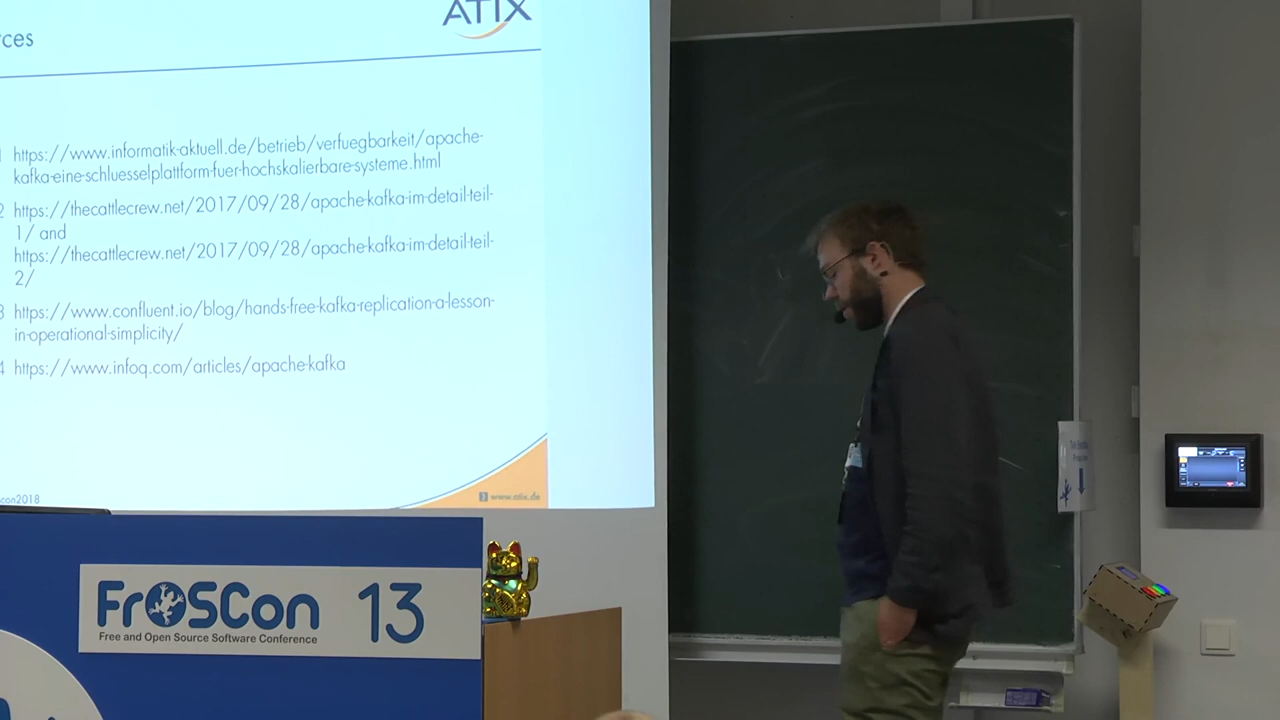 ATIX
rces
https://www.informatik-aktuell.de/betrieb/verfuegbarkeit/apache-
kafka-eine-schluesselplattform-fuer-hochskalierbare-systeme.html
2 https://thecattlecrew.net/2017/09/28/apache-kafka-im-detail-teil-
1/ and
https://thecattlecrew.net/2017/09/28/apache-kafka-im-detail-teil-
2/
3 https://www.confluent.io/blog/hands-free-kafka-replication-a-lesson-
in-operational-simplicity/
4 https://www.infoq.com/articles/apache-kafka
con2018
www.atix.de
FrOSCon 13
Free and Open Source Software Conference